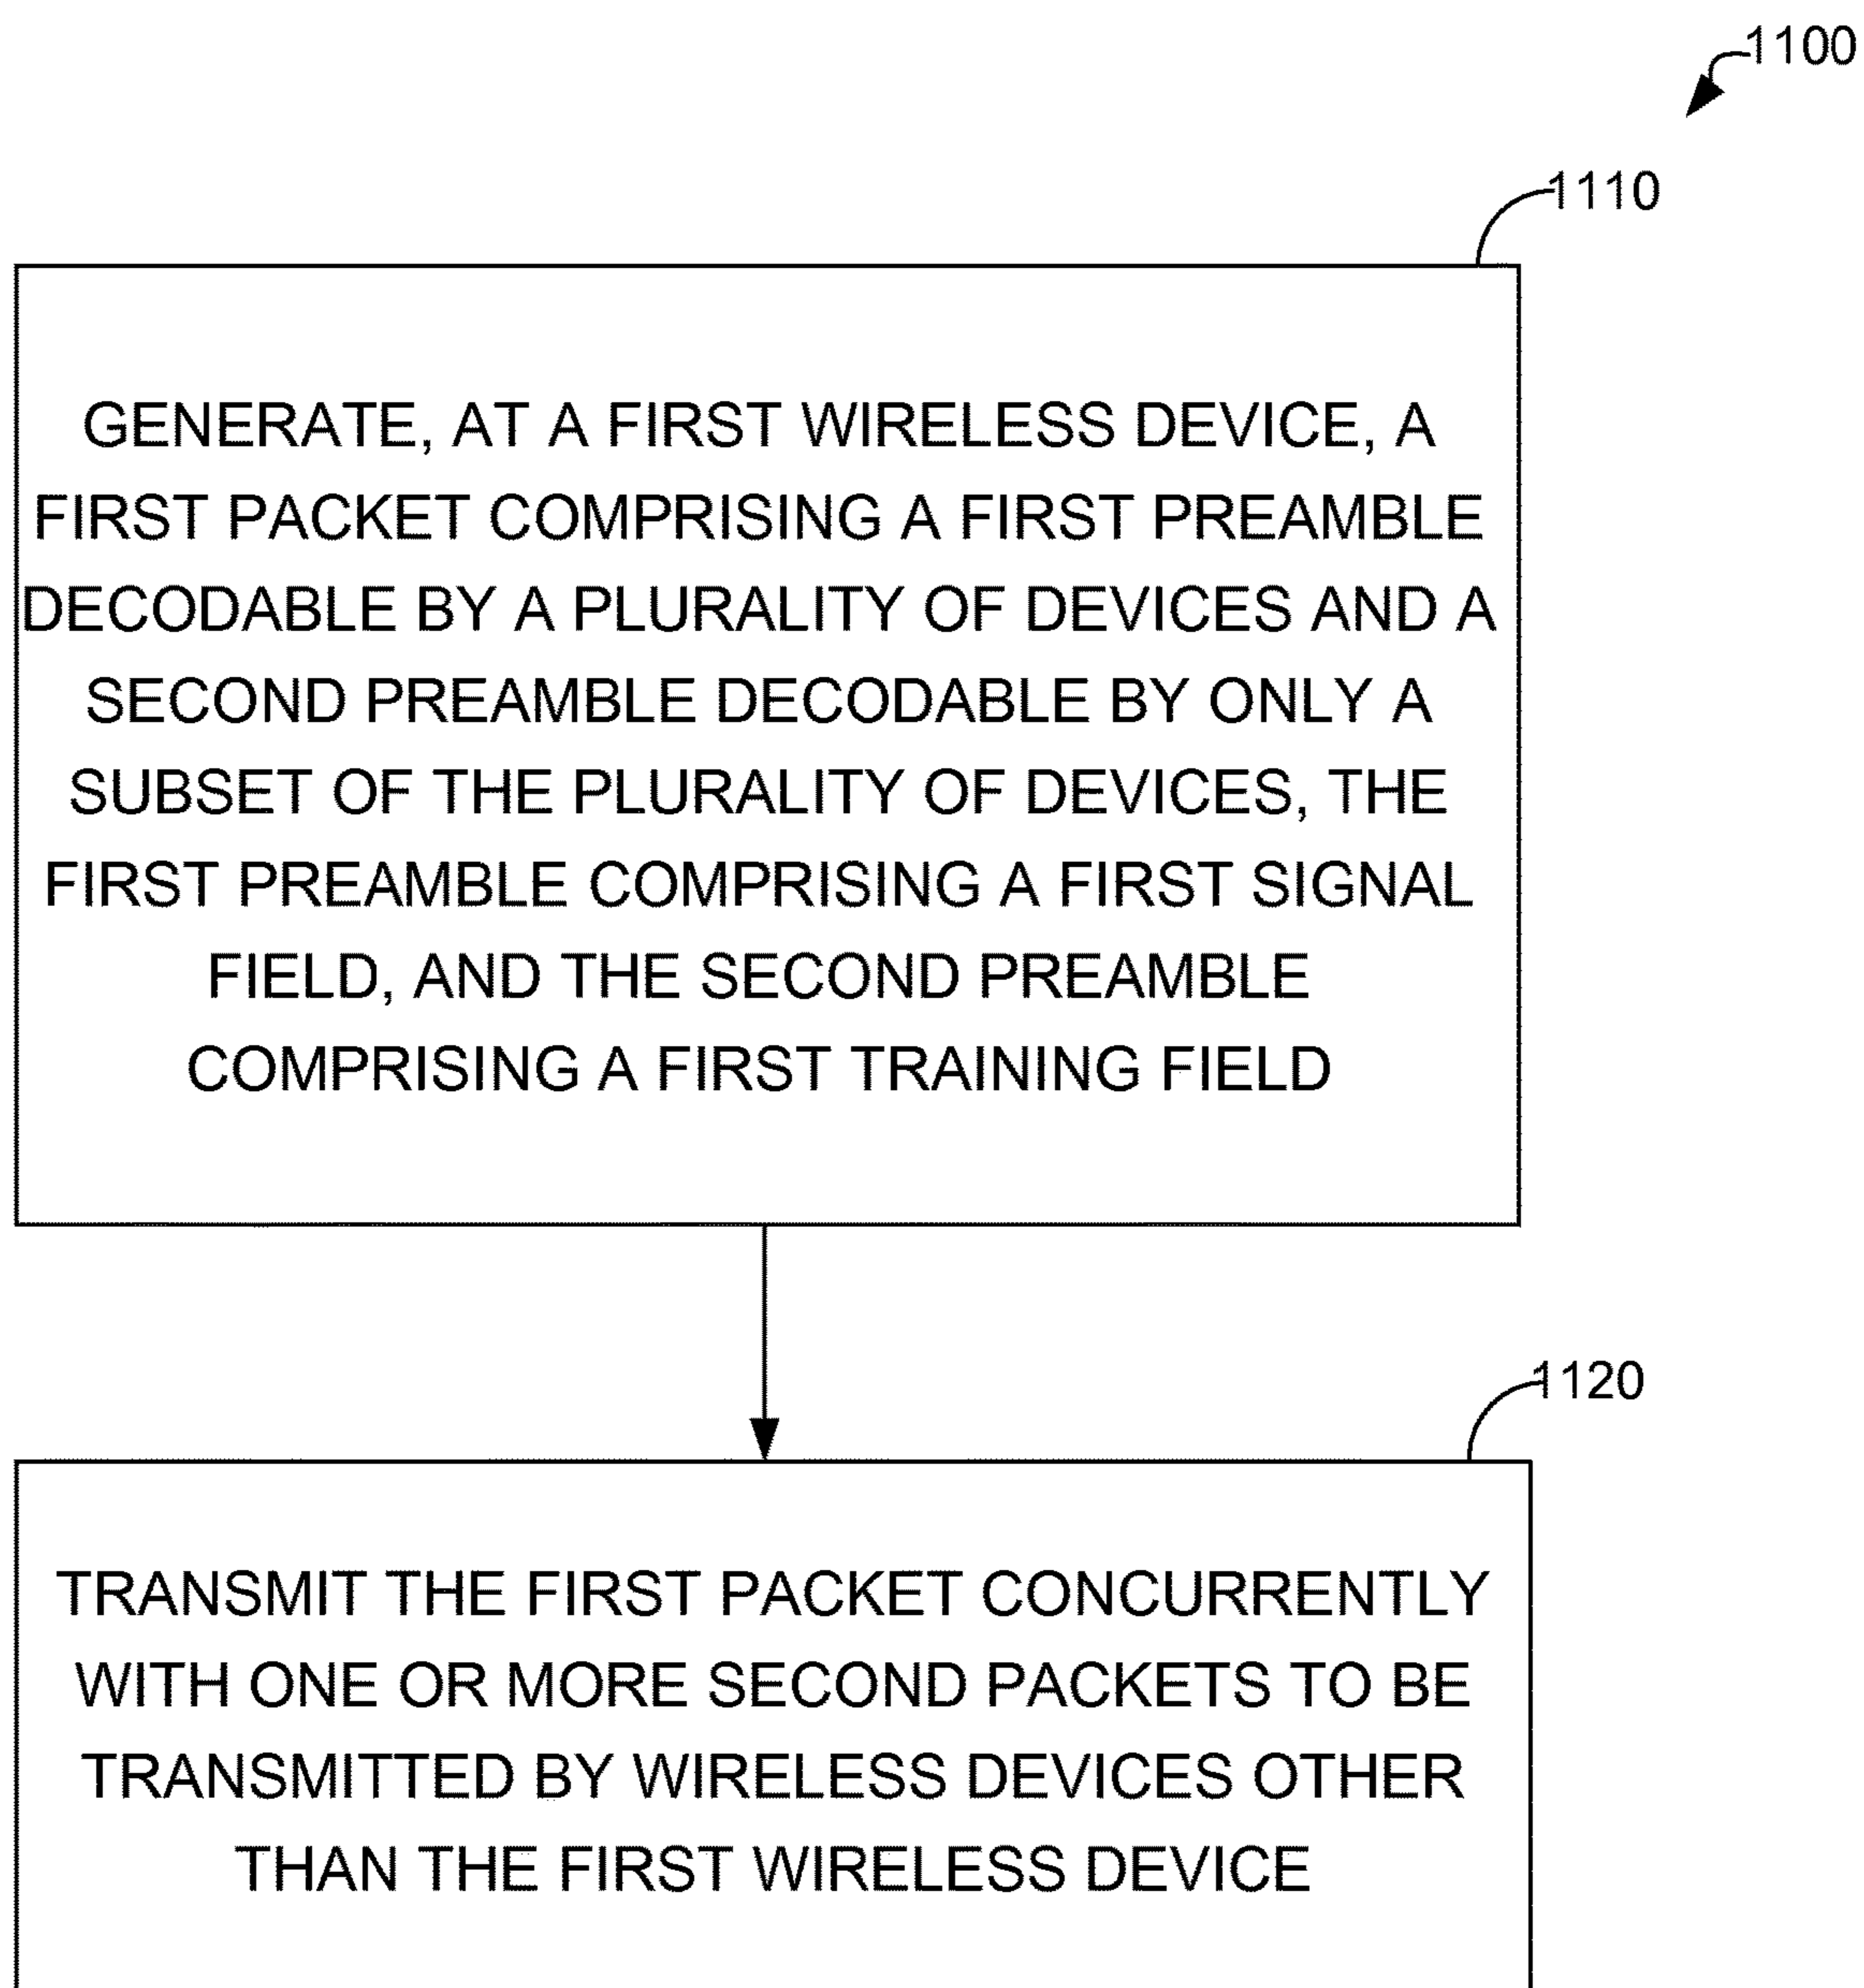 1100
1110
GENERATE, AT A FIRST WIRELESS DEVICE, A
FIRST PACKET COMPRISING A FIRST PREAMBLE
DECODABLE BY A PLURALITY OF DEVICES AND A
SECOND PREAMBLE DECODABLE BY ONLY A
SUBSET OF THE PLURALITY OF DEVICES, THE
FIRST PREAMBLE COMPRISING A FIRST SIGNAL
FIELD, AND THE SECOND PREAMBLE
COMPRISING A FIRST TRAINING FIELD
1120
TRANSMIT THE FIRST PACKET CONCURRENTLY
WITH ONE OR MORE SECOND PACKETS TO BE
TRANSMITTED BY WIRELESS DEVICES OTHER
THAN THE FIRST WIRELESS DEVICE